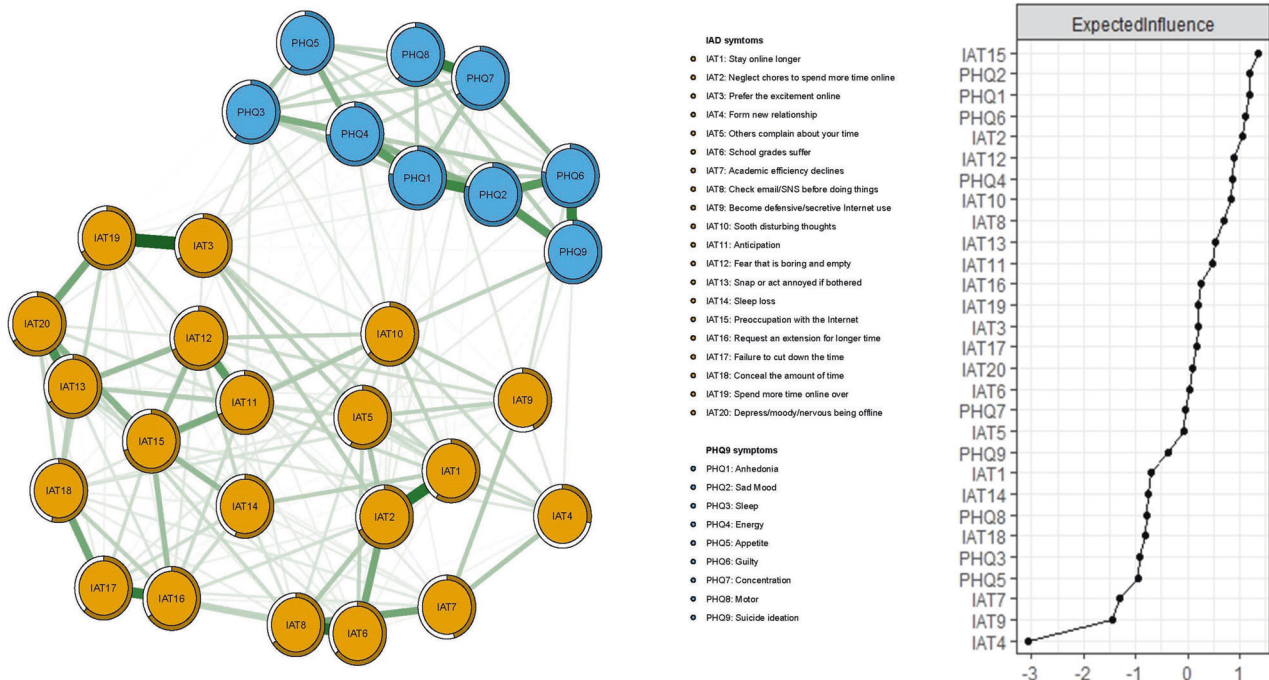 PHQ5
PHQ8
PHQ7
PHQ3
PHQ4
PHQ1
PHQ2
PHQ6
PHQ9
IAT19
IAT3
IAT20
IAT12
IAT10
IAT13
IAT11
IAT5
IAT9
IAT15
IAT1
IAT18
IAT14
IAT2
IAT4
IAT17
IAT16
IAT8
IAT6
IAT7
IAD symtoms
IAT1: Stay online longer
IAT2: Neglect chores to spend more time online
IAT3: Prefer the excitement online
IAT4: Form new relationship
IAT5: Others complain about your time
IAT6: School grades suffer
IAT7: Academic efficiency declines
IAT8: Check email/SNS before doing things
IAT9: Become defensive/secretive Internet use
IAT10: Sooth disturbing thoughts
IAT11: Anticipation
IAT12: Fear that is boring and empty
IAT13: Snap or act annoyed if bothered
IAT14: Sleep loss
IAT15: Preoccupation with the Internet
IAT16: Request an extension for longer time
IAT17: Failure to cut down the time
IAT18: Conceal the amount of time
IAT19: Spend more time online over
IAT20: Depress/moody/nervous being offline
PHQ9 symptoms
PHQ1: Anhedonia
PHQ2: Sad Mood
PHQ3: Sleep
PHQ4: Energy
PHQ5: Appetite
PHQ6: Guilty
PHQ7: Concentration
PHQ8: Motor
PHQ9: Suicide ideation
ExpectedInfluence
IAT15
PHQ2
PHQ1
PHQ6
IAT2
IAT12
PHQ4
IAT10
IAT8
IAT13
IAT11
IAT16
IAT19
IAT3
IAT17
IAT20
IAT6
PHQ7
IAT5
PHQ9
IAT1
IAT14
PHQ8
IAT18
PHQ3
PHQ5
IAT7
IAT9
IAT4
-3 -2 -1 0 1